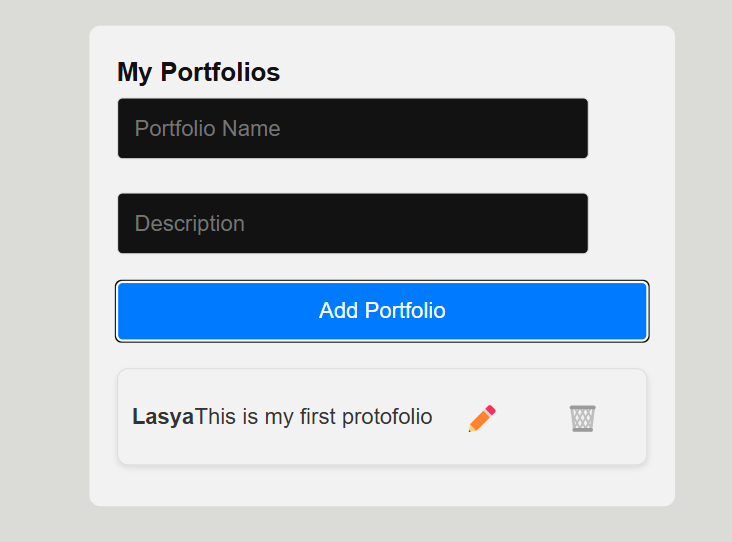 My Portfolios
Portfolio Name
Description
Add Portfolio
LasyaThis is my first protofolio